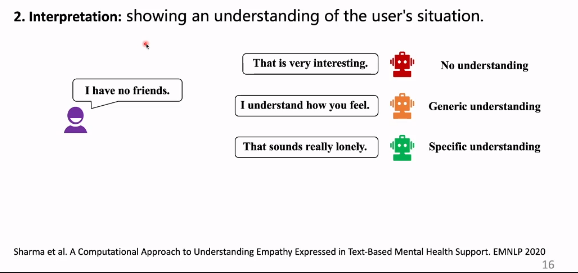 2. Interpretation: showing an understanding of the user's situation.
That is very interesting.
No understanding
I have no friends.
I understand how you feel.
Generic understanding
That sounds really lonely.
Specific understanding
Sharma et al. A Computational Approach to Understanding Empathy Expressed in Text-Based Mental Health Support. EMNLP 2020
16